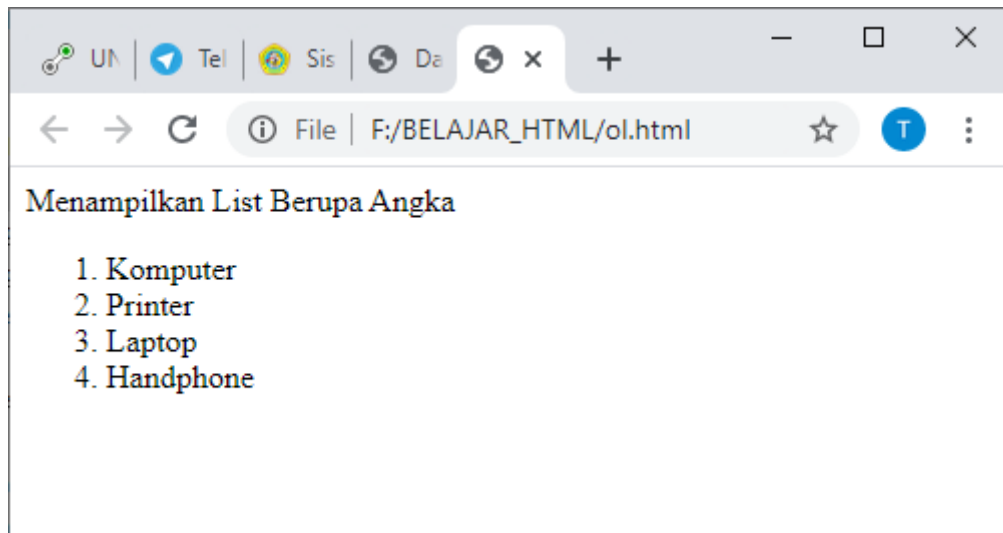 UN Tel Sis Da
File F:/BELAJAR_HTML/ol.html T
Menampilkan List Berupa Angka
1. Komputer
2. Printer
3. Laptop
4. Handphone